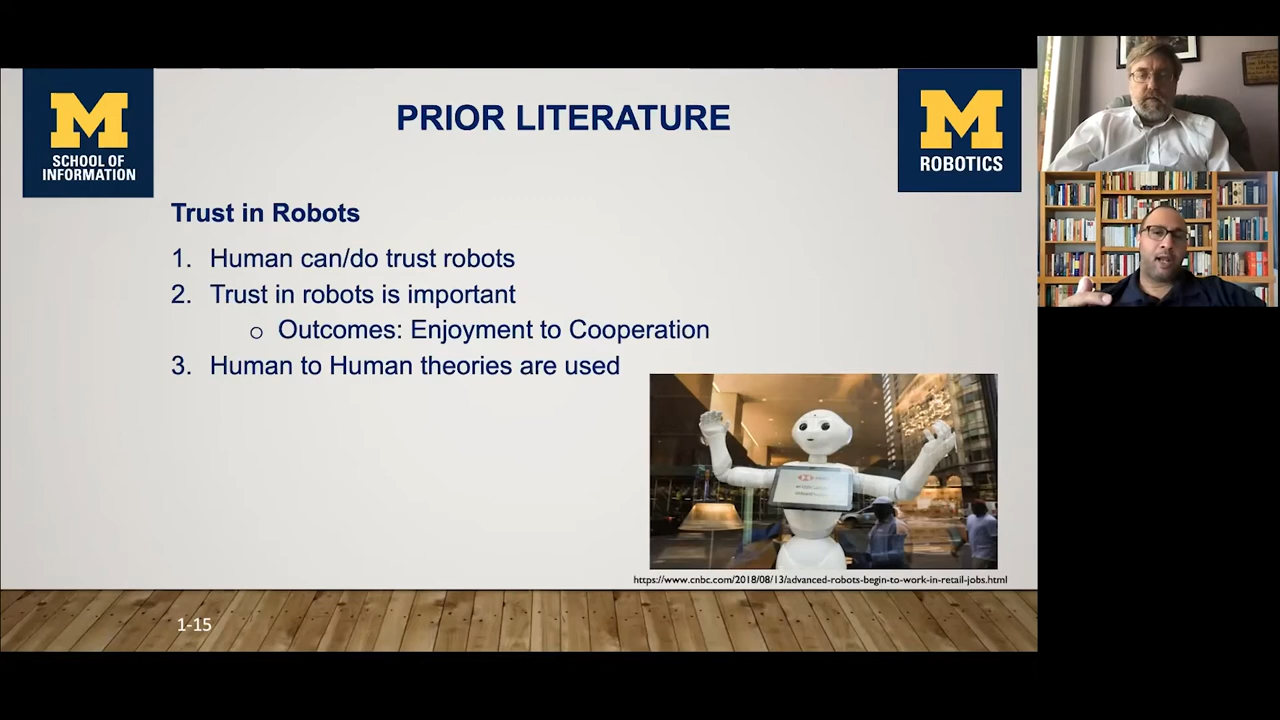 M
SCHOOL OF
INFORMATION
PRIOR LITERATURE
M
ROBOTICS
Trust in Robots
1. Human can/do trust robots
2. Trust in robots is important
o Outcomes: Enjoyment to Cooperation
3. Human to Human theories are used
https://www.cnbc.com/2018/08/13/advanced-robots-begin-to-work-in-retail-jobs.html
1-15